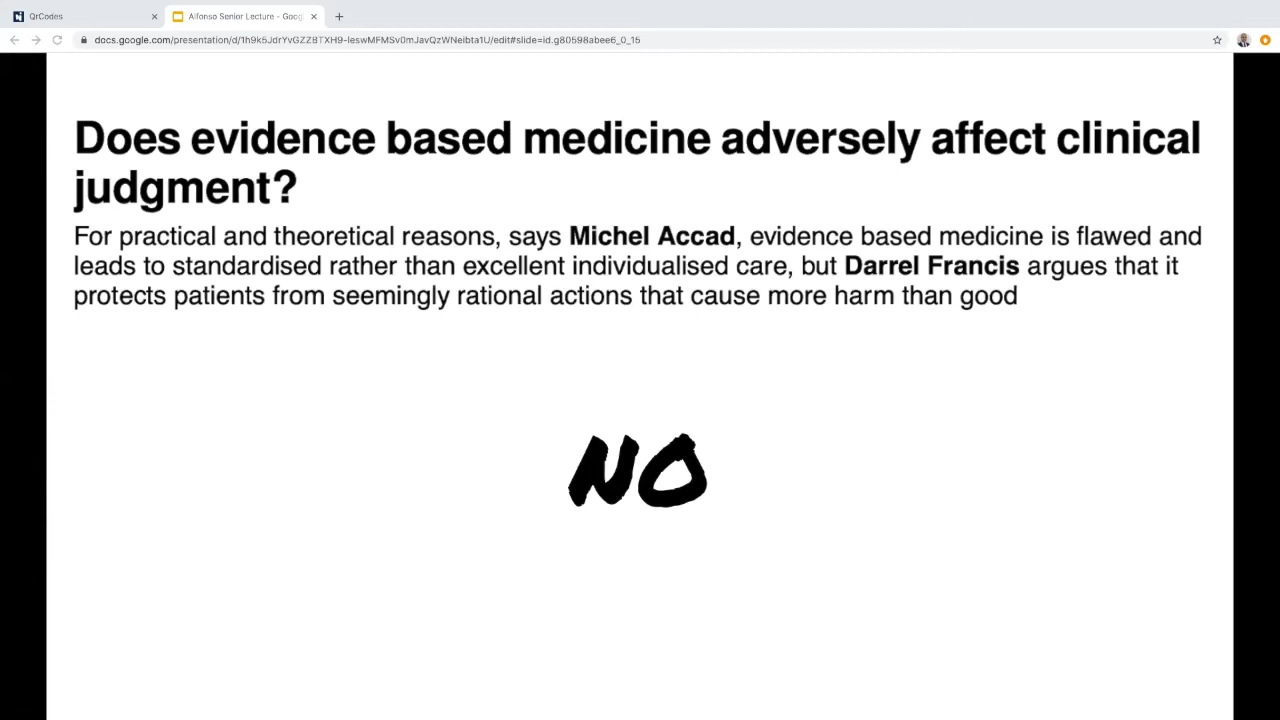 QrCodes
Alfonso Senior Lecture - Goog
docs.google.com/presentation/d/1h9k5JdrYvGZZBTXH9-IeswMFMSv0mJavQzWNeibta1U/edit#slide=id.g80598abee6_0_15
Does evidence based medicine adversely affect clinical
judgment?
For practical and theoretical reasons, says Michel Accad, evidence based medicine is flawed and
leads to standardised rather than excellent individualised care, but Darrel Francis argues that it
protects patients from seemingly rational actions that cause more harm than good
NO